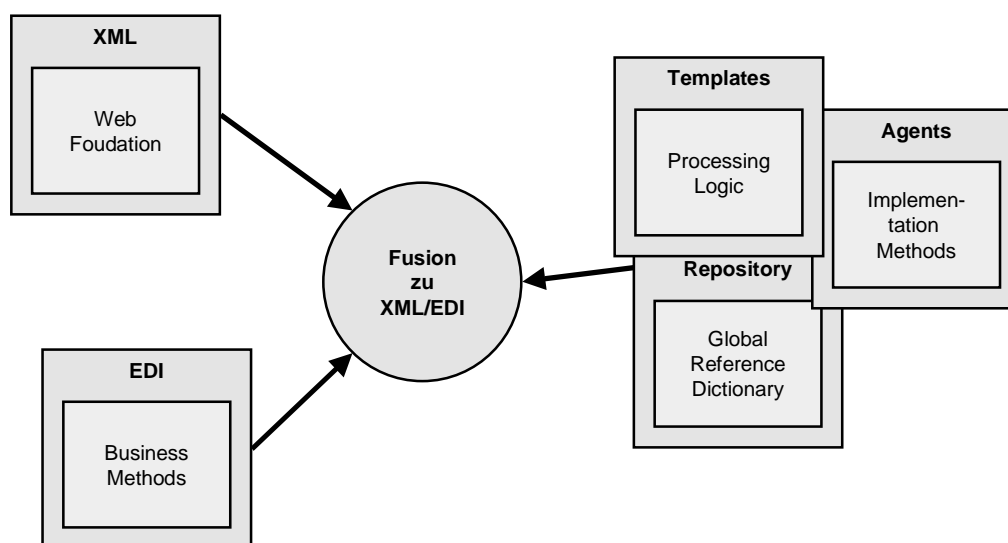 XML
Web
Foudation
Templates
Processing
Logic
Agents
Implemen-
tation
Methods
Fusion
zu
XML/EDI
Repository
Global
Reference
Dictionary
EDI
Business
Methods